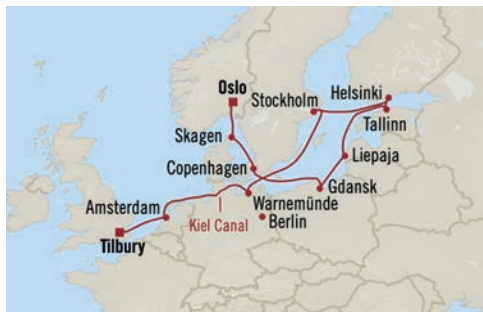 Oslo
Helsinki
Stockholm
Tallinn
Skagen
Liepaja
Copenhagen
Gdansk
Amsterdam
Warnemünde
Kiel Canal
Berlin
Tilbury